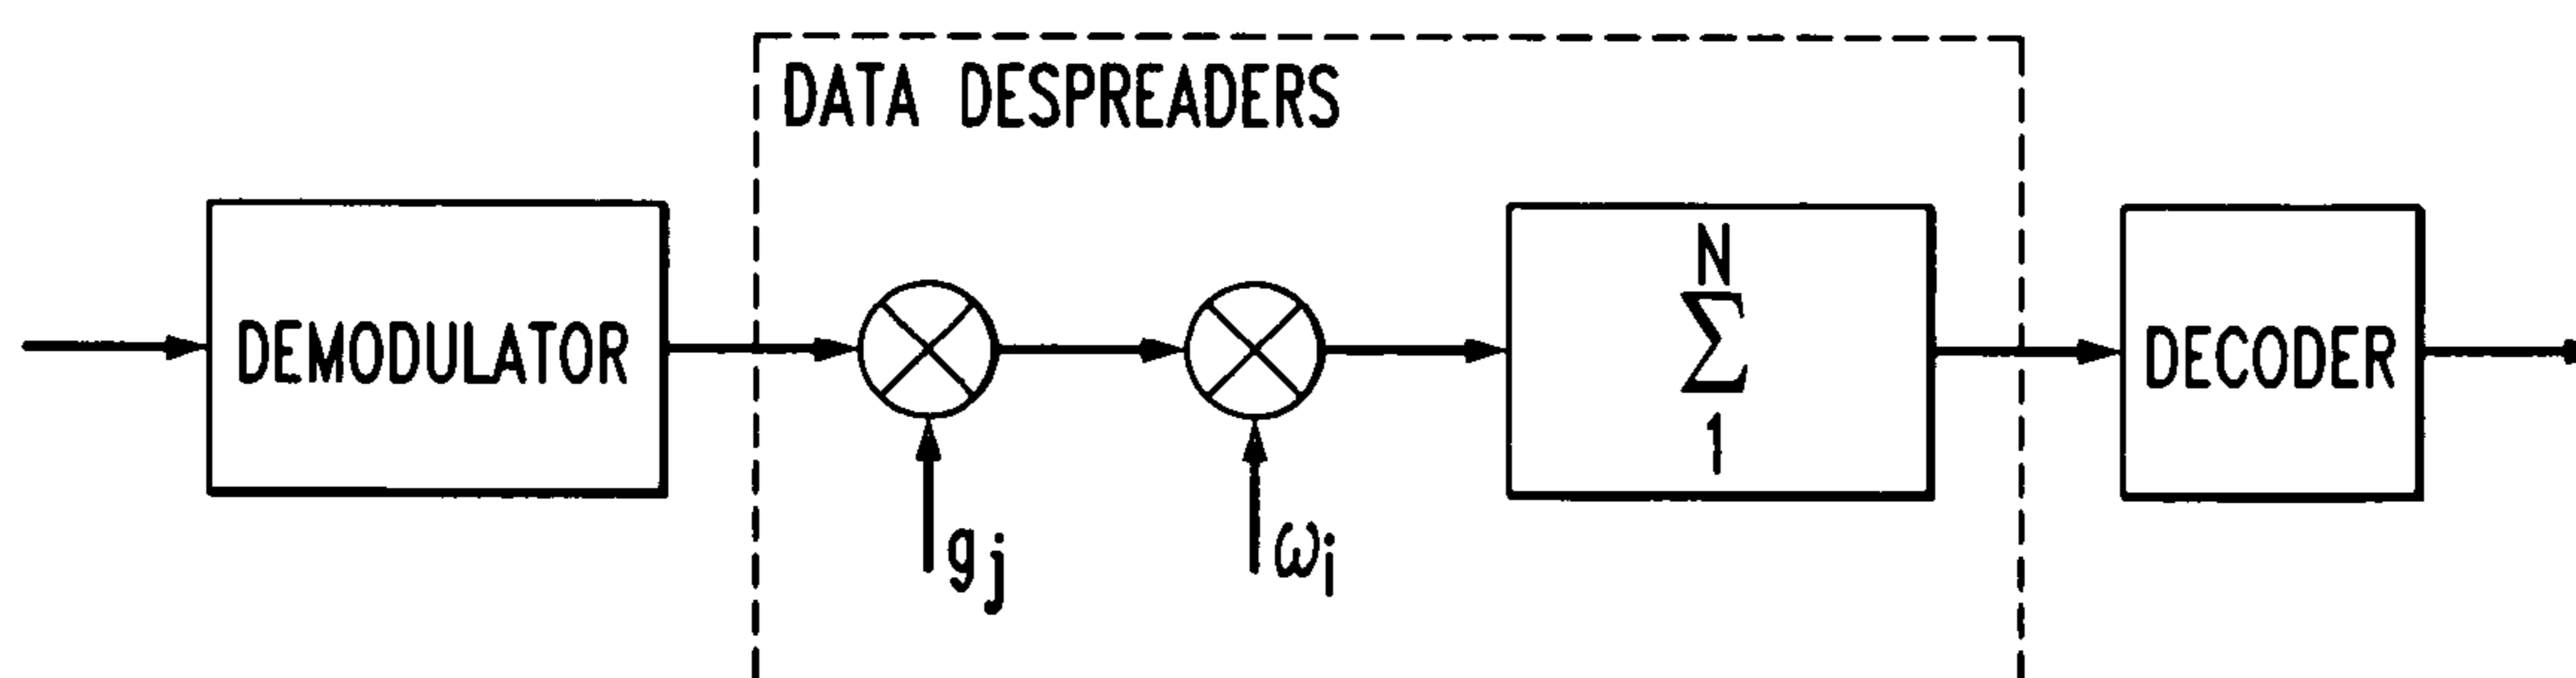 DATA DESPREADERS
DEMODULATOR
N
Σ
1
DECODER
gj
ωi